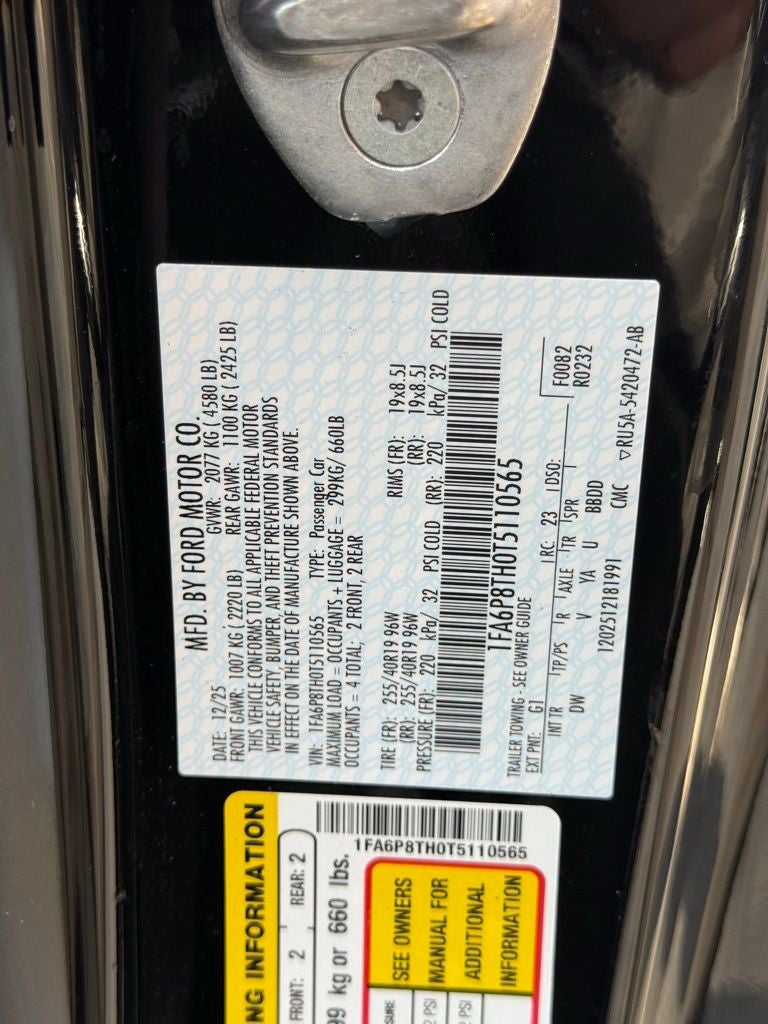 MFD. BY FORD MOTOR CO.
DATE: 12/25 GVWR: 2077 KG ( 4580 LB)
FRONT GAWR: 1007 KG ( 2220 LB) REAR GAWR: 1100 KG ( 2425 LB)
THIS VEHICLE CONFORMS TO ALL APPLICABLE FEDERAL MOTOR
VEHICLE SAFETY, BUMPER, AND THEFT PREVENTION STANDARDS
IN EFFECT ON THE DATE OF MANUFACTURE SHOWN ABOVE.
VIN: 1FA6P8TH0T5110565 TYPE: Passenger Car
MAXIMUM LOAD = OCCUPANTS + LUGGAGE = 299KG/ 660LB
OCCUPANTS = 4 TOTAL; 2 FRONT, 2 REAR
TIRE (FR): 255/40R19 96W RIMS (FR): 19x8.5J
(RR): 255/40R19 96W (RR): 19x8.5J
PRESSURE (FR): 220 kPa/ 32 PSI COLD (RR): 220 kPa/ 32 PSI COLD
1FA6P8TH0T5110565
TRAILER TOWING - SEE OWNER GUIDE
EXT PNT: G1 RC: 23 DSO: F0082
R0232
INT TR TP/PS R AXLE TR SPR
DW V YA U BBDD
1202512181991 CMC ▽RU5A-5420472-AB
NG INFORMATION
FRONT: 2 REAR: 2
99 kg or 660 lbs.
1FA6P8TH0T5110565
SEE OWNERS
MANUAL FOR
ADDITIONAL
INFORMATION